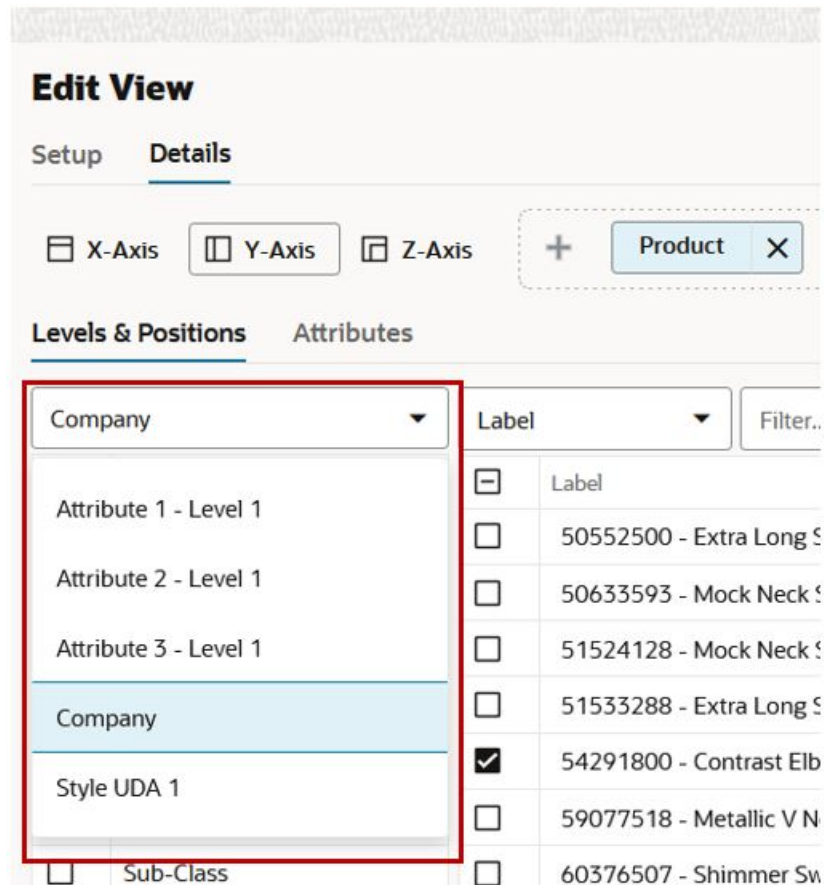 Edit View
Setup Details
X-Axis Y-Axis Z-Axis + Product X
Levels & Positions Attributes
Company Label Filter..
Label
Attribute 1 - Level 1
50552500 - Extra Long
Attribute 2 - Level 1
50633593 - Mock Neck
Attribute 3 - Level 1
51524128 - Mock Neck
Company
51533288 - Extra Long
54291800 - Contrast Elb
Style UDA 1
59077518 - Metallic V N
Sub-Class
60376507 - Shimmer Sw